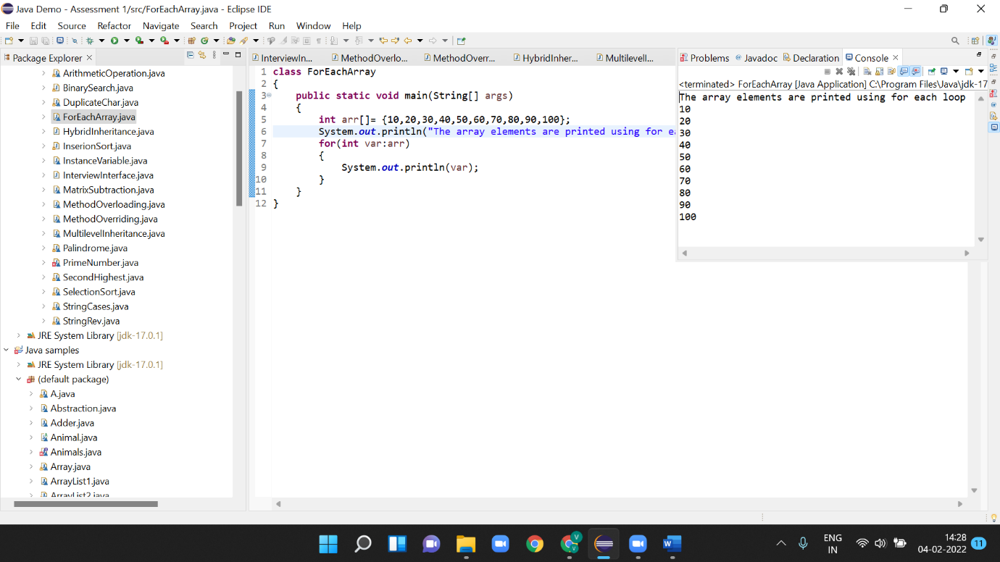 Java Demo - Assessment 1/src/ForEachArray.java - Eclipse IDE
File Edit Source Refactor Navigate Search Project Run Window Help
Package Explorer
ArithmeticOperation.java
BinarySearch.java
DuplicateChar.java
ForEachArray.java
HybridInheritance.java
InserionSort.java
InstanceVariable.java
InterviewInterface.java
MatrixSubtraction.java
MethodOverloading.java
MethodOverriding.java
MultilevelInheritance.java
Palindrome.java
PrimeNumber.java
SecondHighest.java
SelectionSort.java
StringCases.java
StringRev.java
JRE System Library [jdk-17.0.1]
Java samples
JRE System Library [jdk-17.0.1]
(default package)
A.java
Abstraction.java
Adder.java
Animal.java
Animals.java
Array.java
ArrayList1.java
ArrayList2.java
InterviewIn... MethodOverlo... MethodOverr... HybridInher... Multilevell...
1 class ForEachArray
2 {
3 public static void main(String[] args)
4 {
5 int arr[]= {10,20,30,40,50,60,70,80,90,100};
6 System.out.println("The array elements are printed using for ea
7 for(int var:arr)
8 {
9 System.out.println(var);
10 }
11 }
12 }
Problems Javadoc Declaration Console
<terminated> ForEachArray [Java Application] C:\Program Files\Java\jdk-17
The array elements are printed using for each loop
10
20
30
40
50
60
70
80
90
100
ENG
IN
14:28
04-02-2022
11